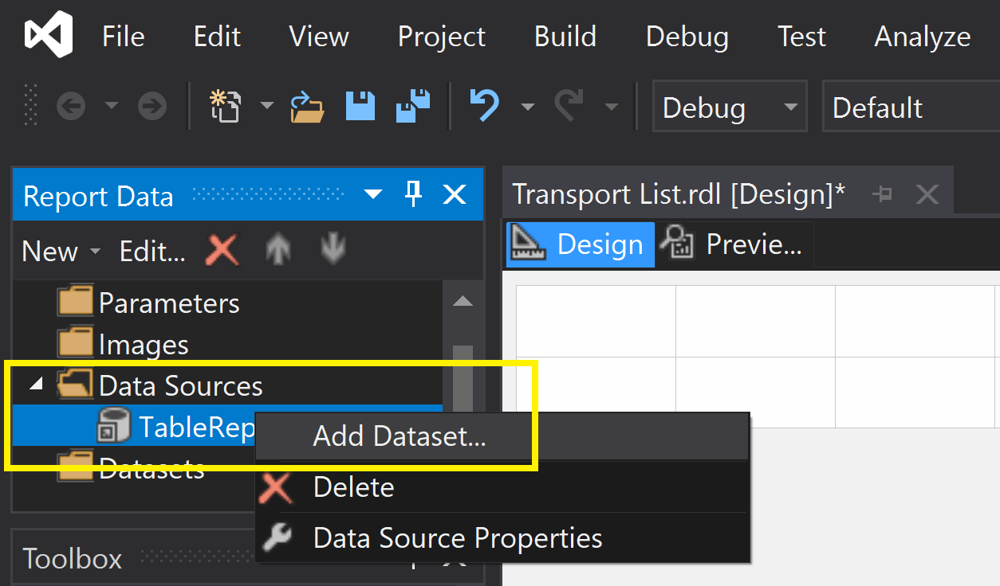 File Edit View Project Build Debug Test Analyze
Debug Default
Report Data
Transport List.rdl [Design]*
New Edit...
Design Previe...
Parameters
Images
Data Sources
TableRep
Add Dataset...
Datasets
Delete
Data Source Properties
Toolbox